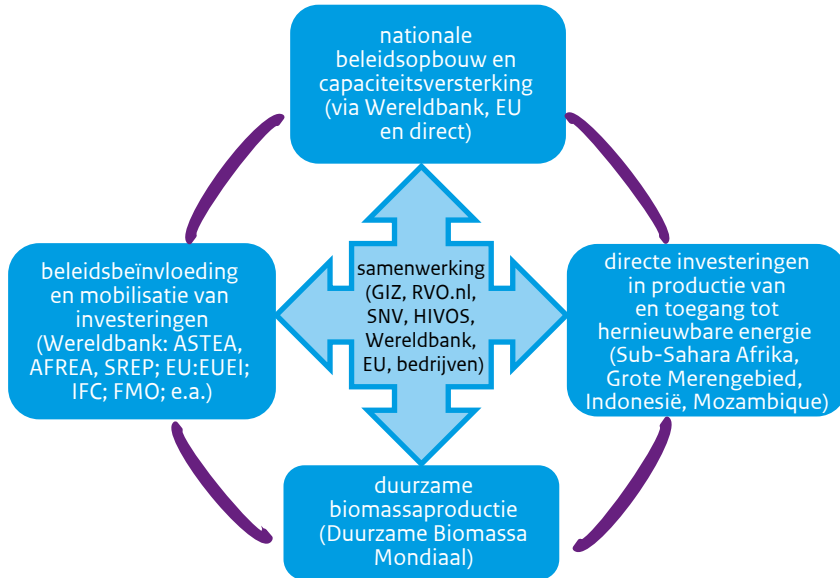 nationale
beleidsopbouw en
capaciteitsversterking
(via Wereldbank, EU
en direct)
beleidsbeïnvloeding
en mobilisatie van
investeringen
(Wereldbank: ASTEA,
AFREA, SREP; EU:EUEI;
IFC; FMO; e.a.)
samenwerking
(GIZ, RVO.nl,
SNV, HIVOS,
Wereldbank,
EU, bedrijven)
directe investeringen
in productie van
en toegang tot
hernieuwbare energie
(Sub-Sahara Afrika,
Grote Merengebied,
Indonesië, Mozambique)
duurzame
biomassaproductie
(Duurzame Biomassa
Mondiaal)